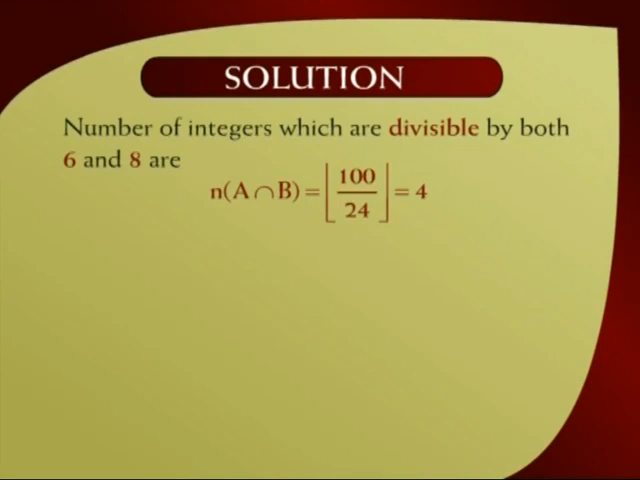 SOLUTION
Number of integers which are divisible by both
6 and 8 are
n(A∩B) = ⌊100/24⌋ = 4